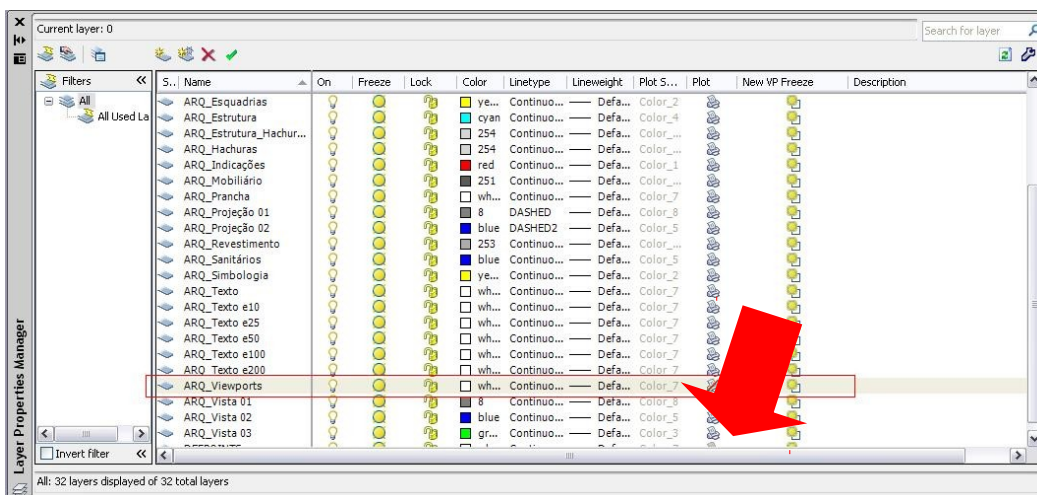 Current layer: 0
Search for layer
Filters
All
All Used La
S.. Name On Freeze Lock Color Linetype Lineweight Plot S... Plot New VP Freeze Description
ARQ_Esquadrias ye... Continuo... Defa... Color_2
ARQ_Estrutura cyan Continuo... Defa... Color_4
ARQ_Estrutura_Hachur... 254 Continuo... Defa... Color_...
ARQ_Hachuras 254 Continuo... Defa... Color_...
ARQ_Indicações red Continuo... Defa... Color_1
ARQ_Mobiliário 251 Continuo... Defa... Color_...
ARQ_Prancha wh... Continuo... Defa... Color_7
ARQ_Projeção 01 8 DASHED Defa... Color_8
ARQ_Projeção 02 blue DASHED2 Defa... Color_5
ARQ_Revestimento 253 Continuo... Defa... Color_...
ARQ_Sanitários blue Continuo... Defa... Color_5
ARQ_Simbologia ye... Continuo... Defa... Color_2
ARQ_Texto wh... Continuo... Defa... Color_7
ARQ_Texto e10 wh... Continuo... Defa... Color_7
ARQ_Texto e25 wh... Continuo... Defa... Color_7
ARQ_Texto e50 wh... Continuo... Defa... Color_7
ARQ_Texto e100 wh... Continuo... Defa... Color_7
ARQ_Texto e200 wh... Continuo... Defa... Color_7
ARQ_Viewports wh... Continuo... Defa... Color_7
ARQ_Vista 01 8 Continuo... Defa... Color_8
ARQ_Vista 02 blue Continuo... Defa... Color_5
ARQ_Vista 03 gr... Continuo... Defa... Color_3
Invert filter
All: 32 layers displayed of 32 total layers
Layer Properties Manager